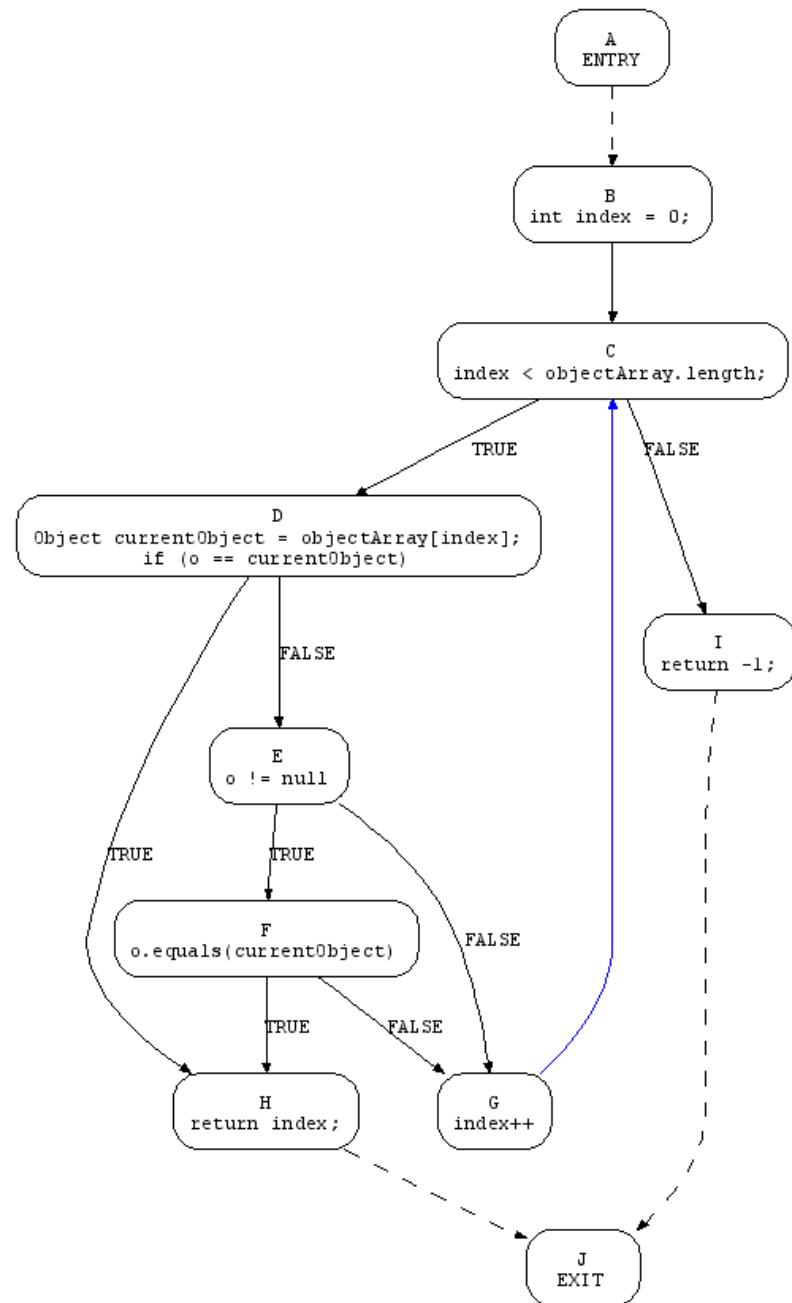 A
ENTRY
B
int index = 0;
C
index < objectArray.length;
TRUE
FALSE
D
Object currentObject = objectArray[index];
if (o == currentObject)
FALSE
I
return -1;
E
o != null
TRUE
TRUE
F
o.equals(currentObject)
FALSE
TRUE
FALSE
H
return index;
G
index++
J
EXIT